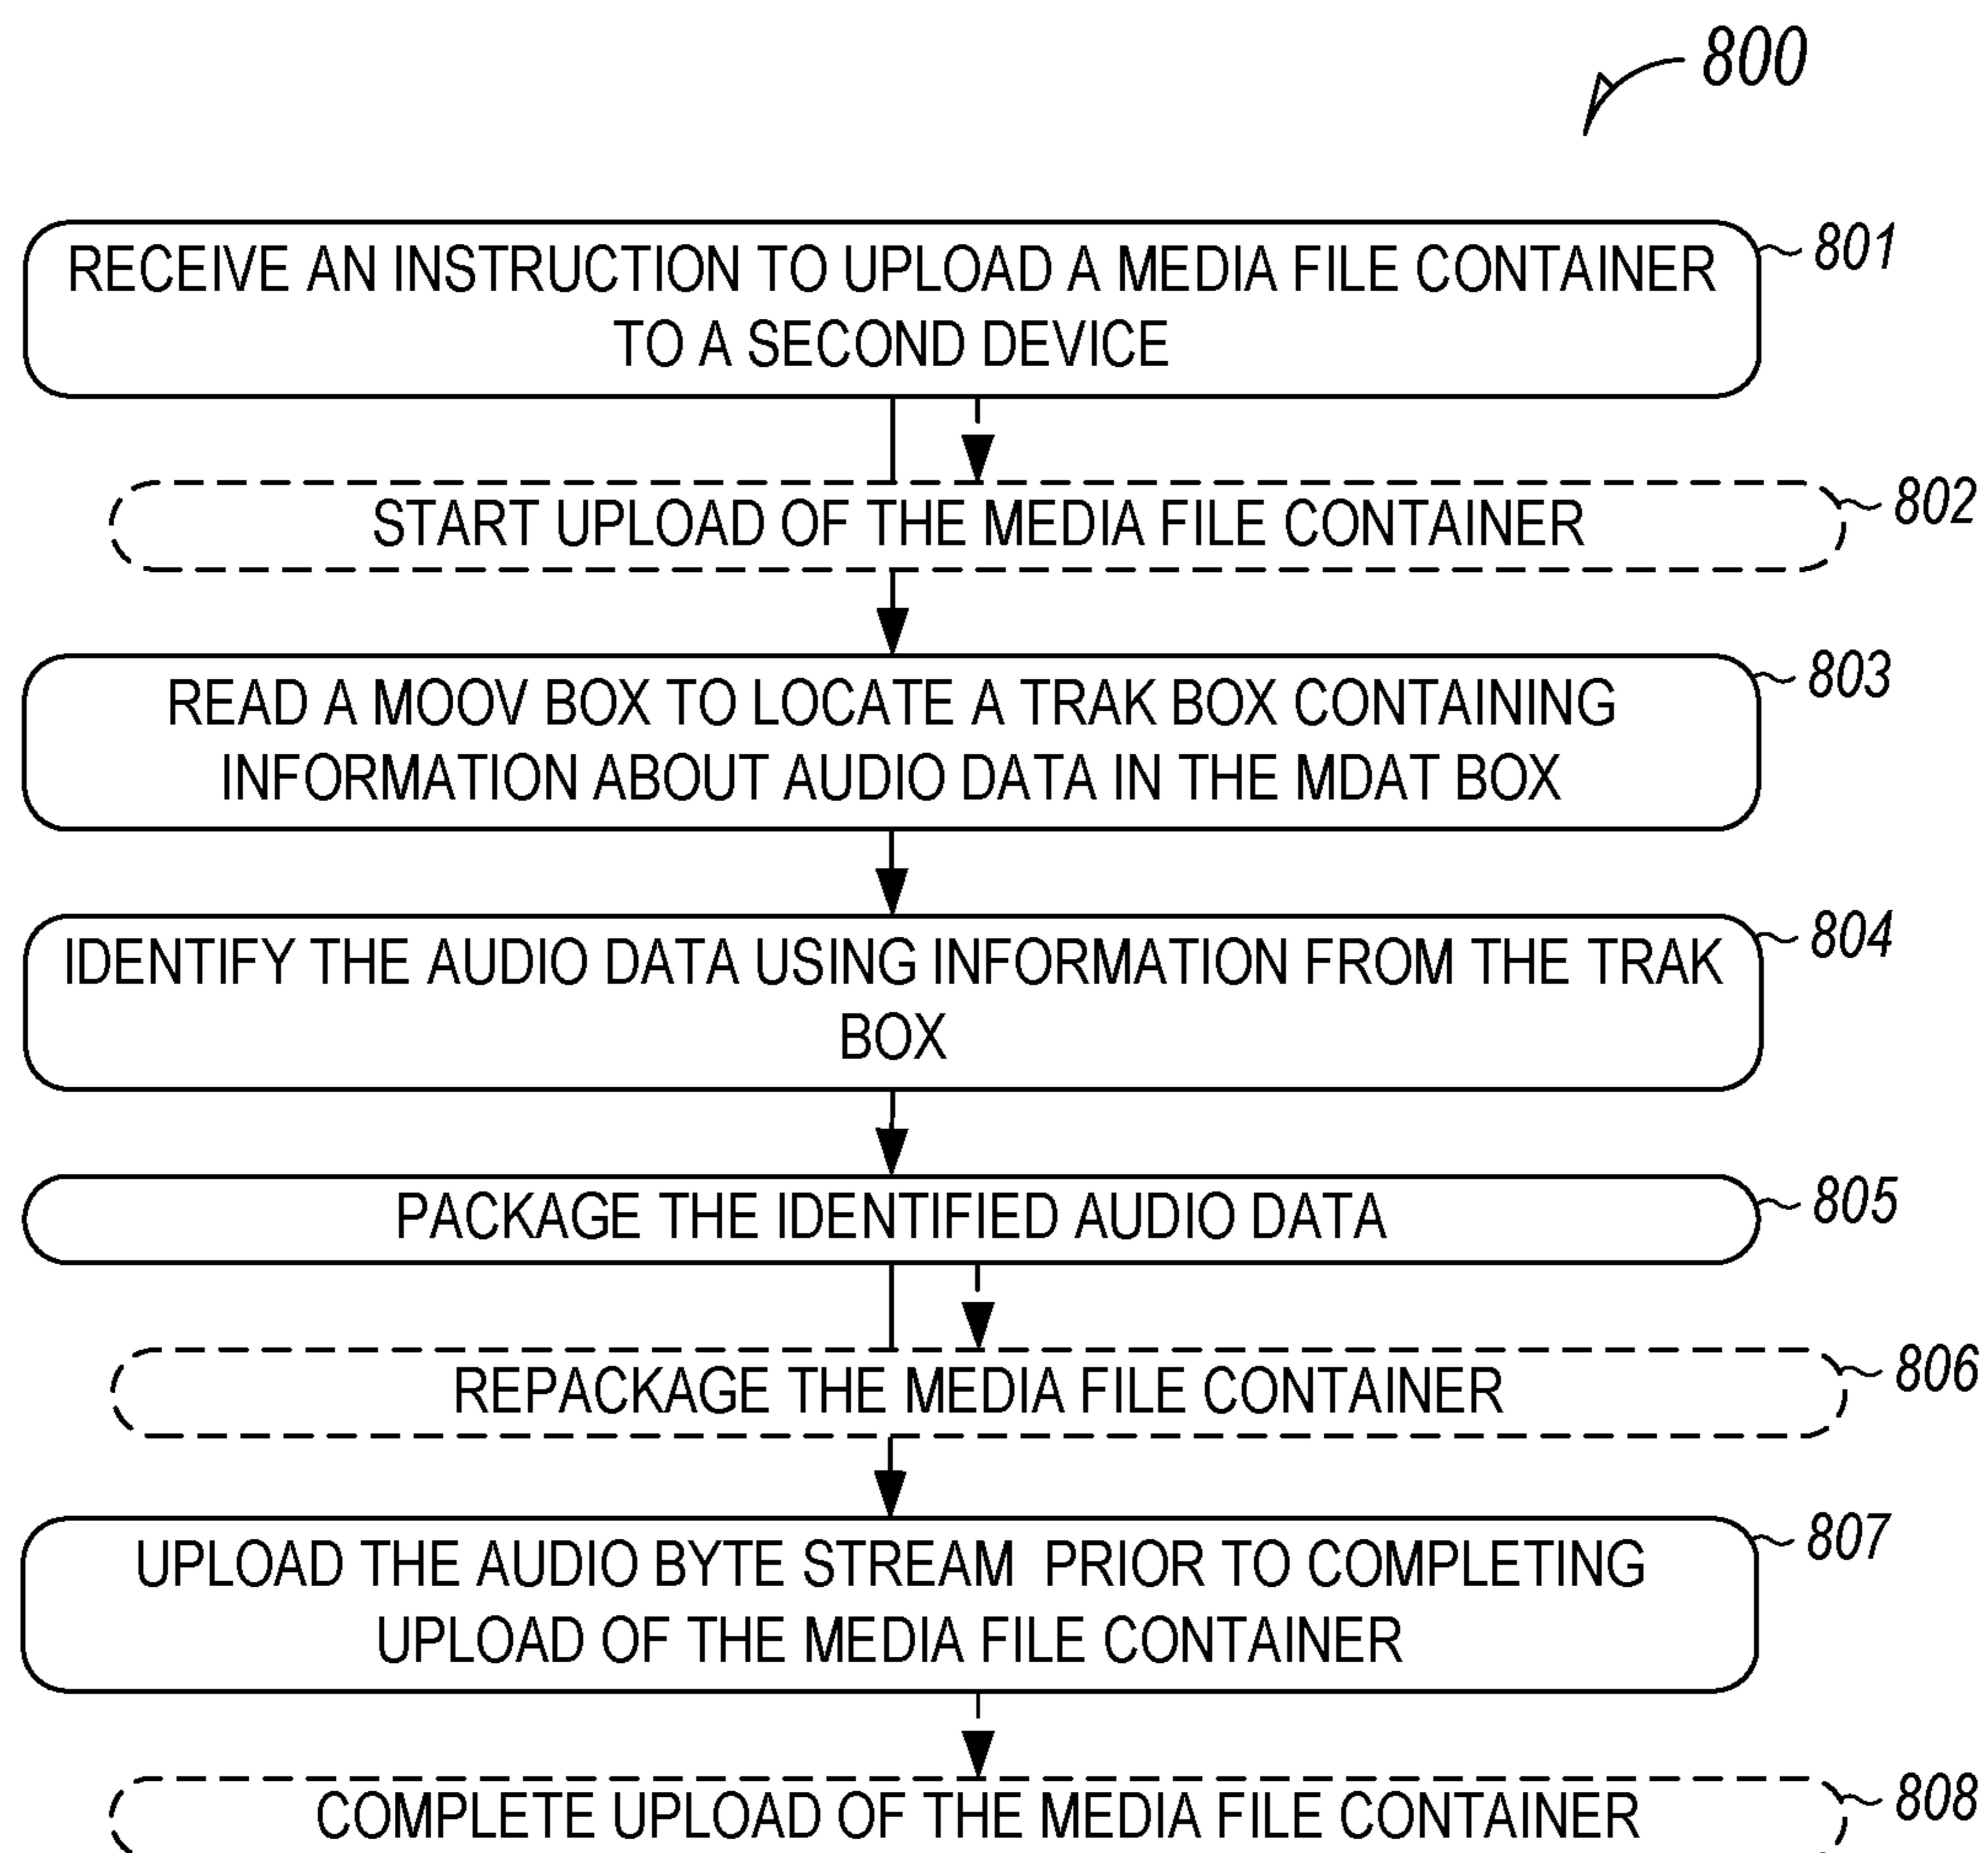 800
RECEIVE AN INSTRUCTION TO UPLOAD A MEDIA FILE CONTAINER
TO A SECOND DEVICE
801
START UPLOAD OF THE MEDIA FILE CONTAINER
802
READ A MOOV BOX TO LOCATE A TRAK BOX CONTAINING
INFORMATION ABOUT AUDIO DATA IN THE MDAT BOX
803
IDENTIFY THE AUDIO DATA USING INFORMATION FROM THE TRAK
BOX
804
PACKAGE THE IDENTIFIED AUDIO DATA
805
REPACKAGE THE MEDIA FILE CONTAINER
806
UPLOAD THE AUDIO BYTE STREAM PRIOR TO COMPLETING
UPLOAD OF THE MEDIA FILE CONTAINER
807
COMPLETE UPLOAD OF THE MEDIA FILE CONTAINER
808